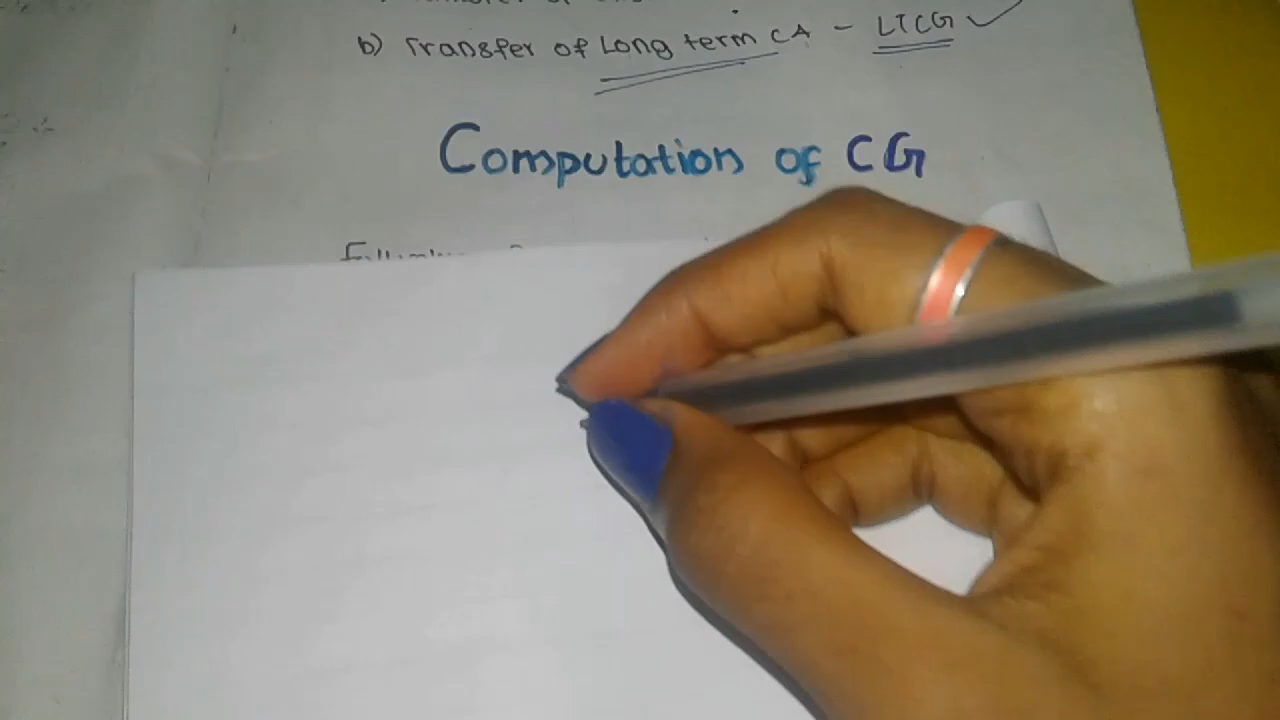 b) Transfer of Long term CA - LTCG ✓
Computation of CG